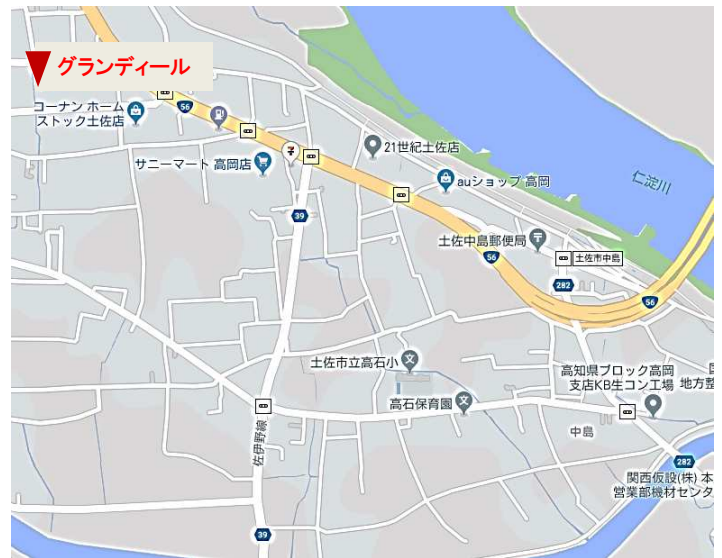 グランディール
コーナン ホーム
ストック土佐店
56
サニーマート 高岡店
21世紀土佐店
auショップ 高岡
仁淀川
39
土佐中島郵便局
土佐市中島
56
282
56
土佐市立高石小
高石保育園
高知県ブロック高岡
支店KB生コン工場
地方整
中島
佐伊野線
282
関西仮設(株) 本
営業部機材センタ
39